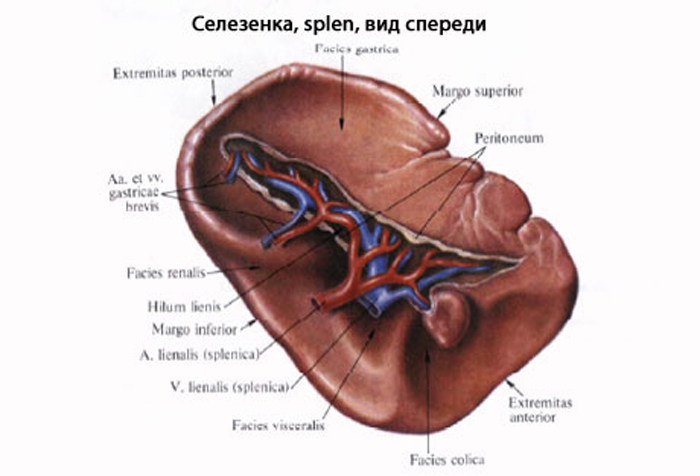 Селезенка, splen, вид спереди
Facies gastrica
Extremitas posterior
Margo superior
Peritoneum
Aa. et vv.
gastricae
brevis
Facies renalis
Hilum lienis
Margo inferior
A. lienalis (splenica)
V. lienalis (splenica)
Facies visceralis
Extremitas
anterior
Facies colica